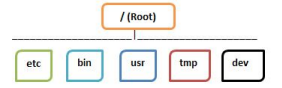 / (Root)
etc bin usr tmp dev